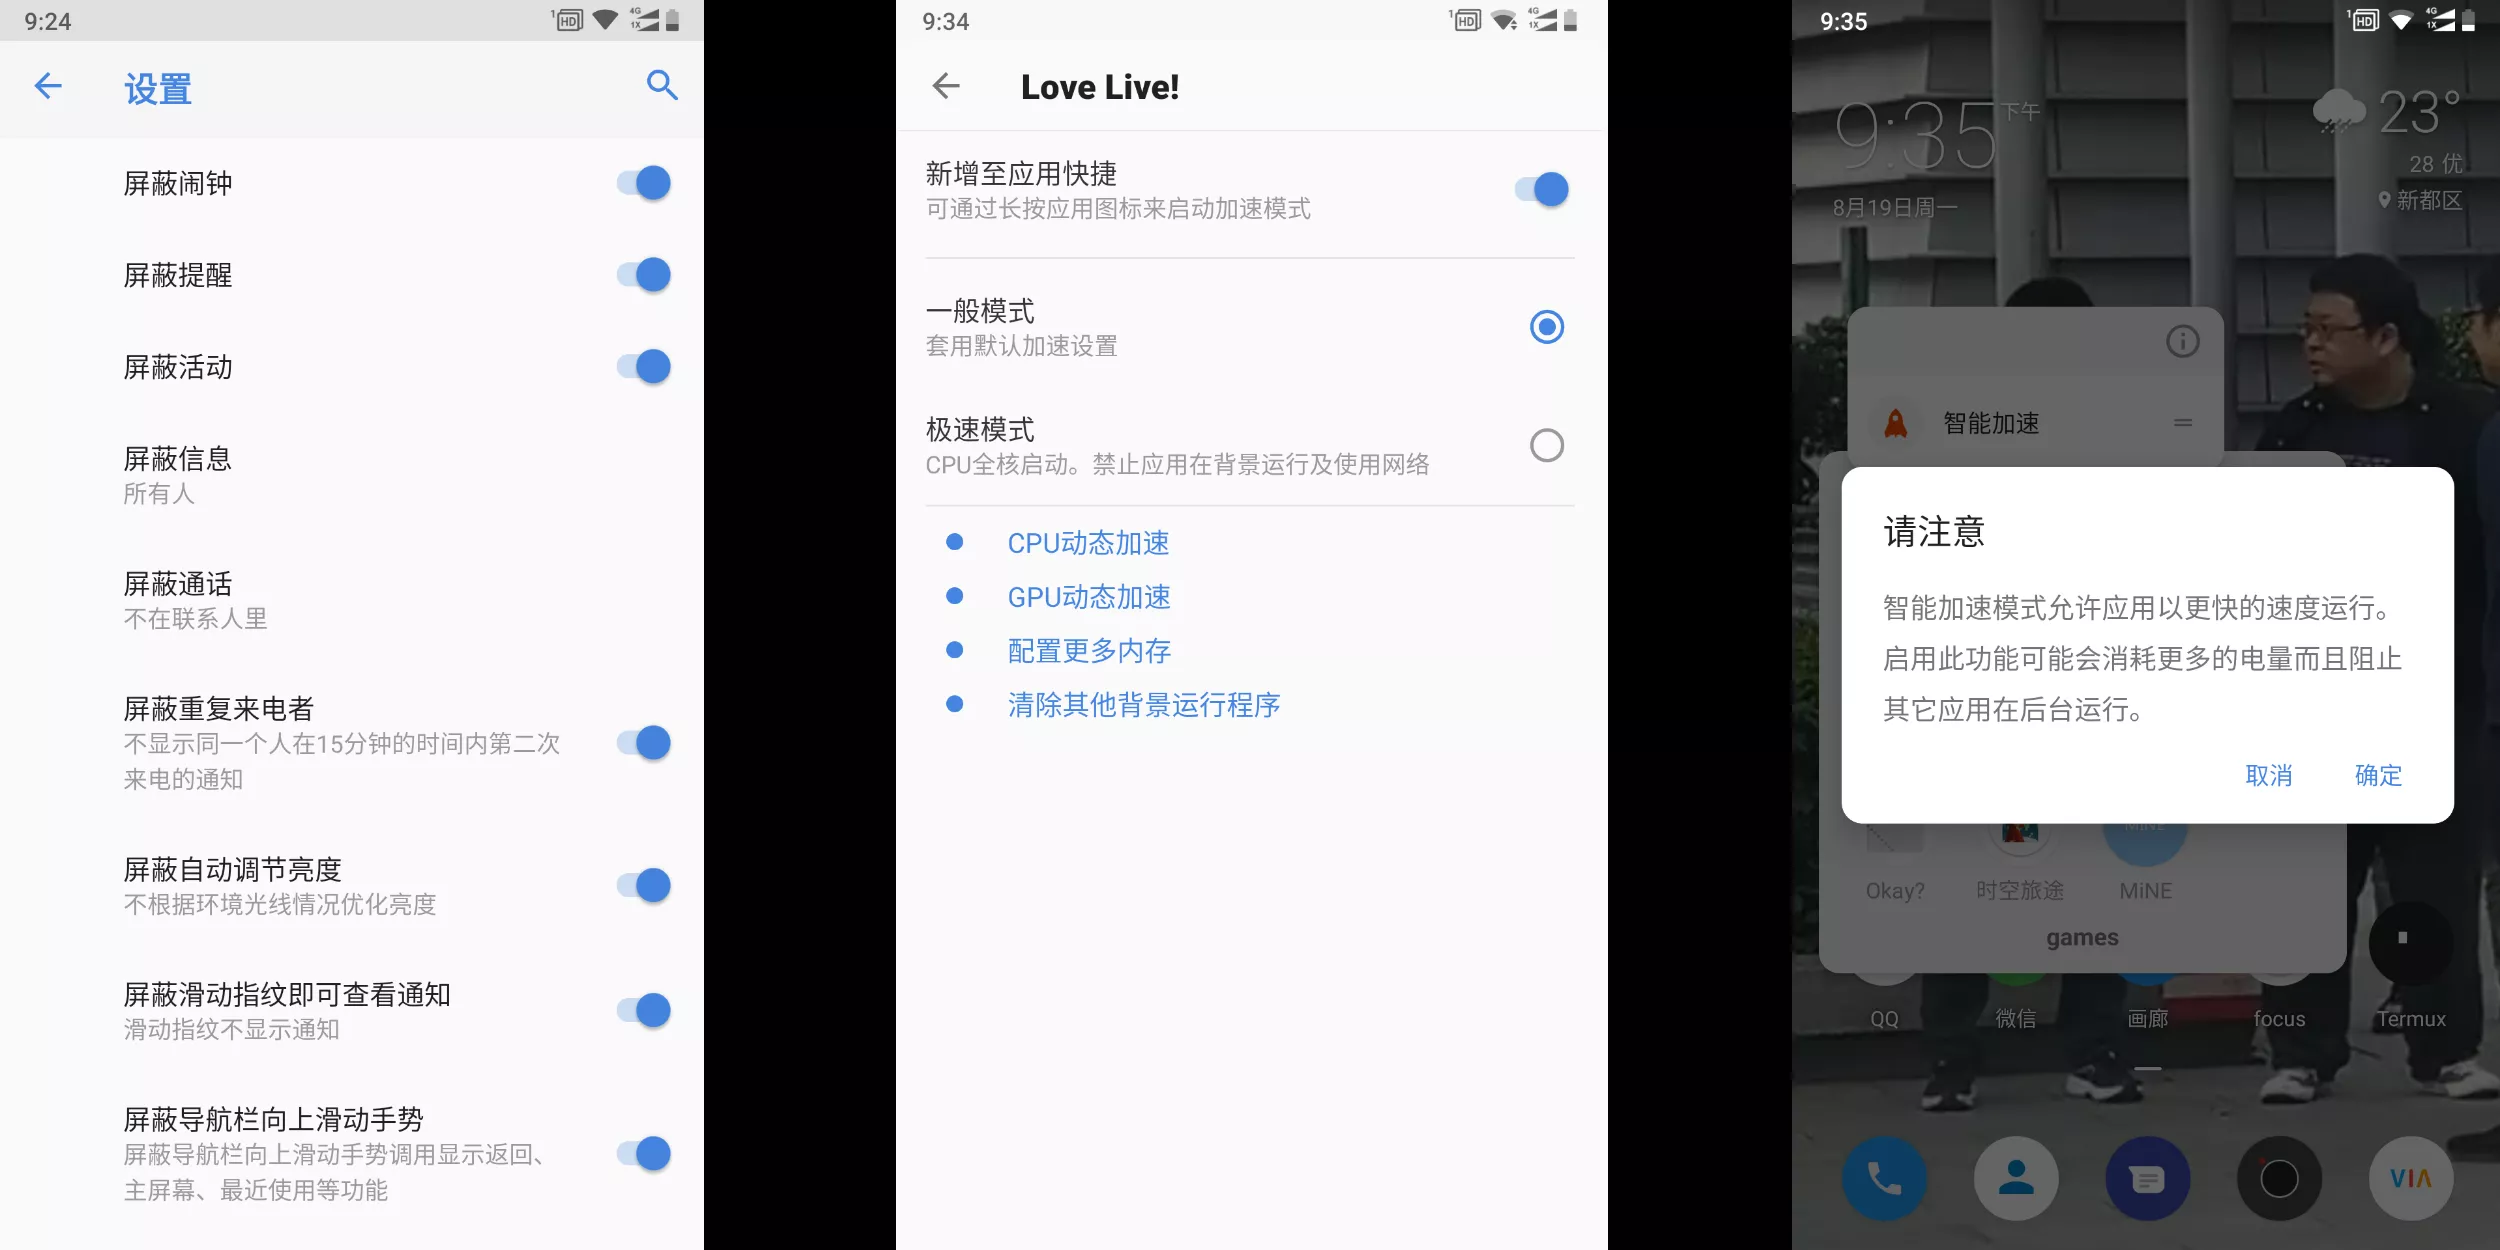 9:24
1 HD 4G 1X
设置
屏蔽闹钟
屏蔽提醒
屏蔽活动
屏蔽信息
所有人
屏蔽通话
不在联系人里
屏蔽重复来电者
不显示同一个人在15分钟的时间内第二次
来电的通知
屏蔽自动调节亮度
不根据环境光线情况优化亮度
屏蔽滑动指纹即可查看通知
滑动指纹不显示通知
屏蔽导航栏向上滑动手势
屏蔽导航栏向上滑动手势调用显示返回、
主屏幕、最近使用等功能
9:34
1 HD 4G 1X
Love Live!
新增至应用快捷
可通过长按应用图标来启动加速模式
一般模式
套用默认加速设置
极速模式
CPU全核启动。禁止应用在背景运行及使用网络
CPU动态加速
GPU动态加速
配置更多内存
清除其他背景运行程序
9:35
1 HD 4G 1X
9:35 下午
8月19日周一
23°
28 优
新都区
智能加速
请注意
智能加速模式允许应用以更快的速度运行。
启用此功能可能会消耗更多的电量而且阻止
其它应用在后台运行。
取消 确定
MiNE
Okay? 时空旅途 MiNE
games
QQ 微信 画廊 focus Termux
VIA